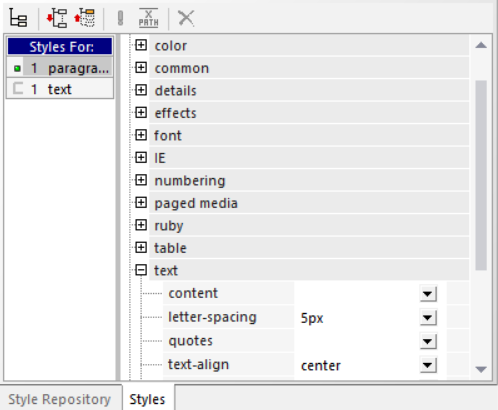 X
PATH
Styles For:
1 paragra...
1 text
color
common
details
effects
font
IE
numbering
paged media
ruby
table
text
content
letter-spacing 5px
quotes
text-align center
Style Repository Styles